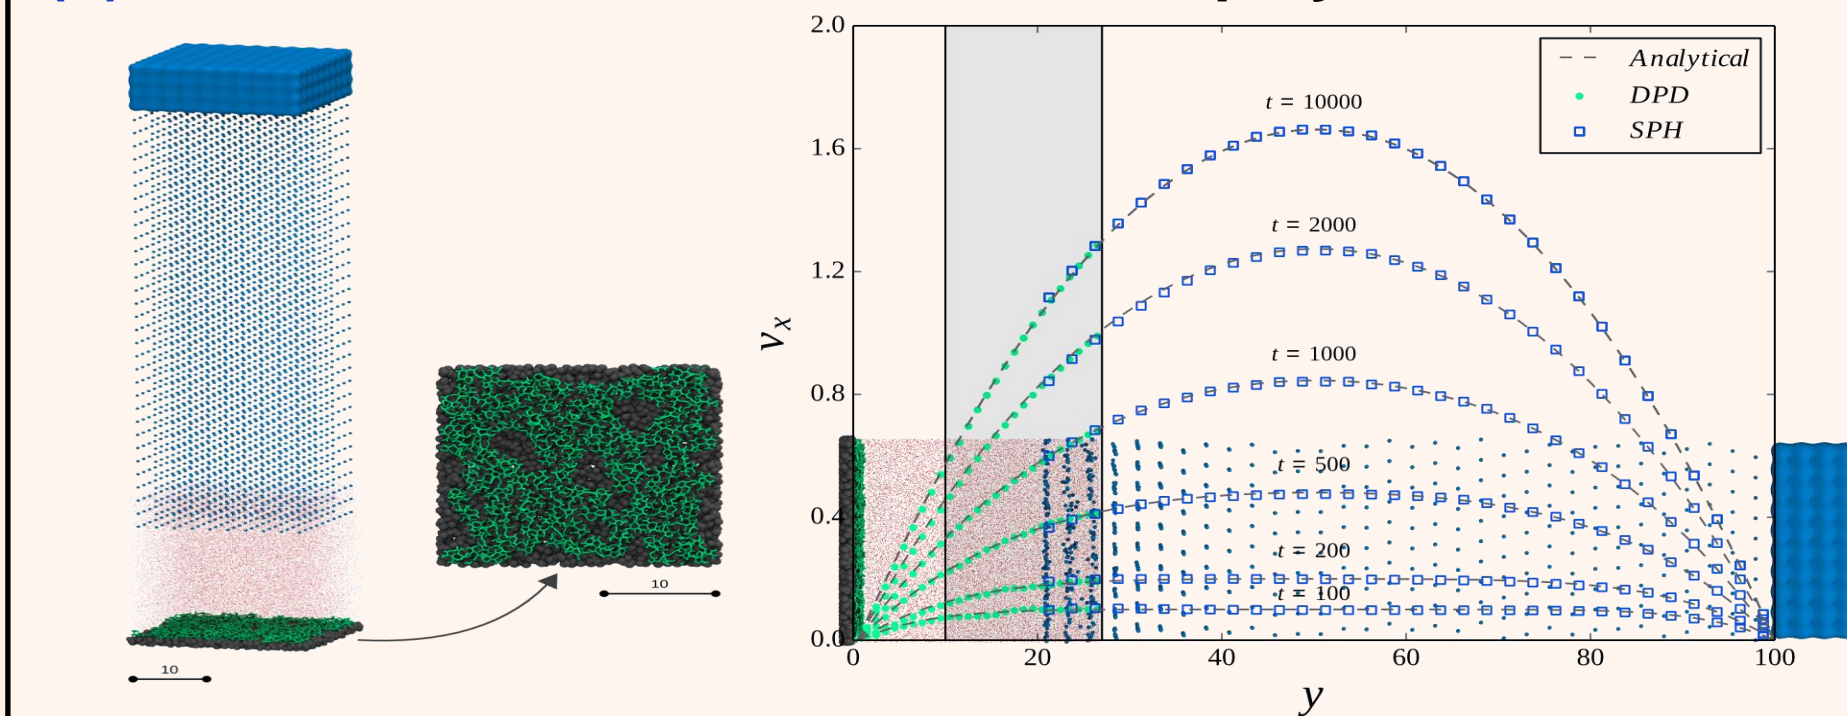 10
10
2.0
1.6
1.2
0.8
0.4
0.0
v_x
Analytical
DPD
SPH
t = 10000
t = 2000
t = 1000
t = 500
t = 200
t = 100
0 20 40 60 80 100
y